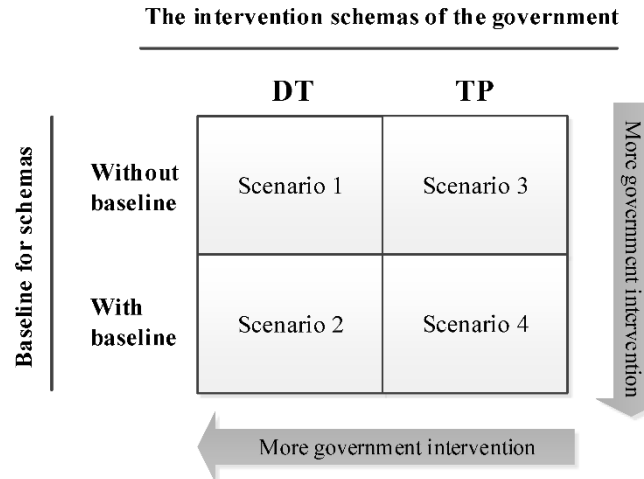 The intervention schemas of the government
DT
TP
Baseline for schemas
Without
baseline
Scenario 1
Scenario 3
With
baseline
Scenario 2
Scenario 4
More government intervention
More government intervention